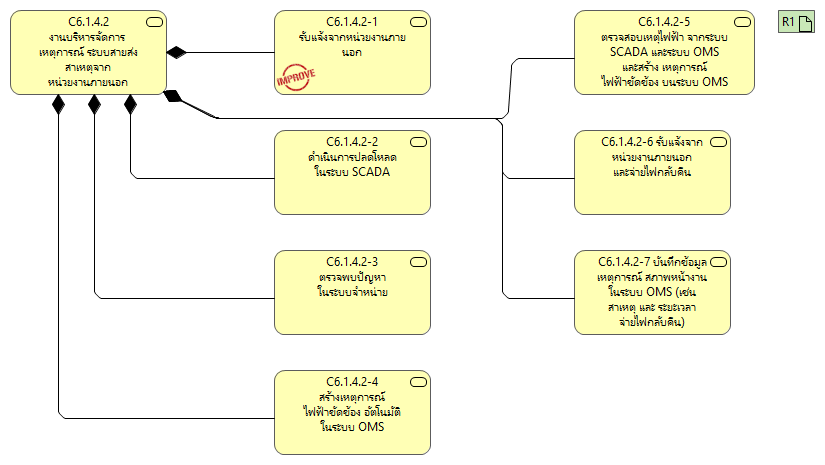 C6.1.4.2
งานบริหารจัดการ
เหตุการณ์ ระบบสายส่ง
สาเหตุจาก
หน่วยงานภายนอก
C6.1.4.2-1
รับแจ้งจากหน่วยงานภาย
นอก
IMPROVE
C6.1.4.2-2
ดำเนินการปลดโหลด
ในระบบ SCADA
C6.1.4.2-3
ตรวจพบปัญหา
ในระบบจำหน่าย
C6.1.4.2-4
สร้างเหตุการณ์
ไฟฟ้าขัดข้อง อัตโนมัติ
ในระบบ OMS
C6.1.4.2-5
ตรวจสอบเหตุไฟฟ้า จากระบบ
SCADA และระบบ OMS
และสร้าง เหตุการณ์
ไฟฟ้าขัดข้อง บนระบบ OMS
C6.1.4.2-6 รับแจ้งจาก
หน่วยงานภายนอก
และจ่ายไฟกลับคืน
C6.1.4.2-7 บันทึกข้อมูล
เหตุการณ์ สภาพหน้างาน
ในระบบ OMS (เช่น
สาเหตุ และ ระยะเวลา
จ่ายไฟกลับคืน)
R1